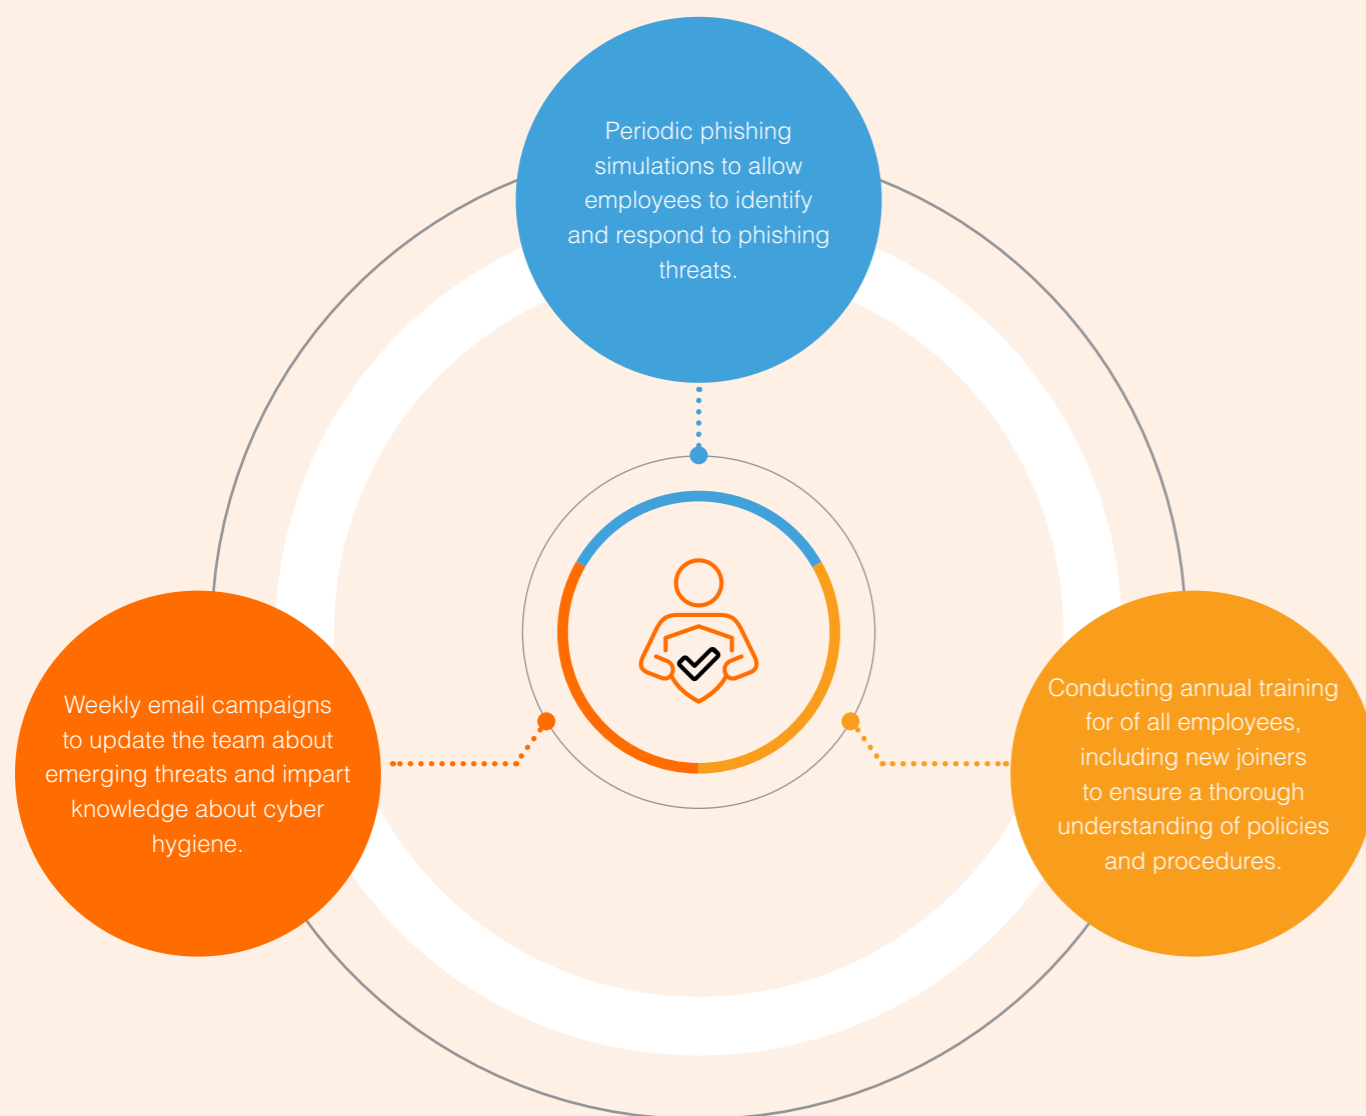 Periodic phishing
simulations to allow
employees to identify
and respond to phishing
threats.
Weekly email campaigns
to update the team about
emerging threats and impart
knowledge about cyber
hygiene.
Conducting annual training
for of all employees,
including new joiners
to ensure a thorough
understanding of policies
and procedures.